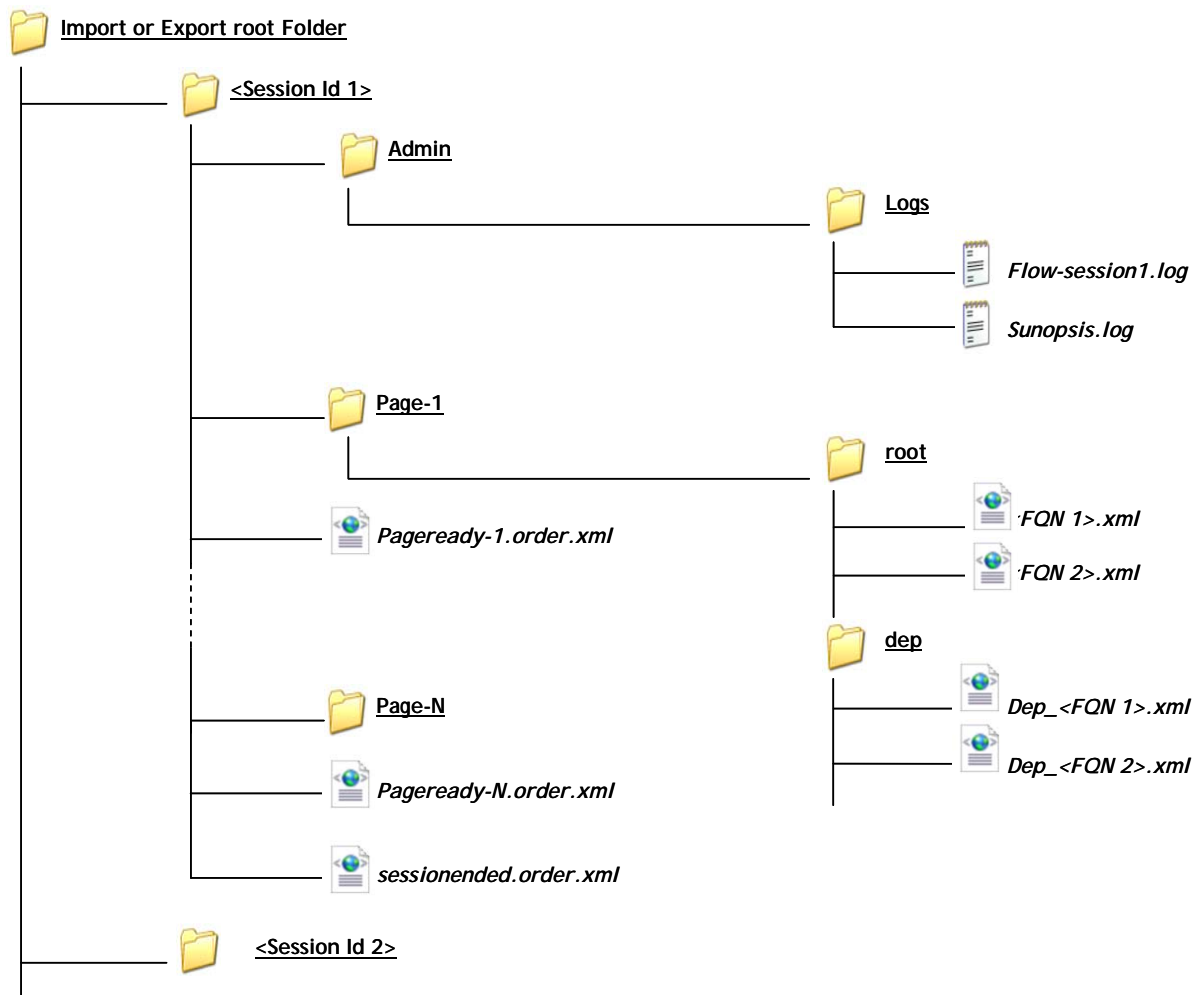 Import or Export root Folder
<Session Id 1>
Admin
Logs
Flow-session1.log
Sunopsis.log
Page-1
root
Pageready-1.order.xml
FQN 1>.xml
FQN 2>.xml
dep
Page-N
Dep_<FQN 1>.xml
Dep_<FQN 2>.xml
Pageready-N.order.xml
sessionended.order.xml
<Session Id 2>